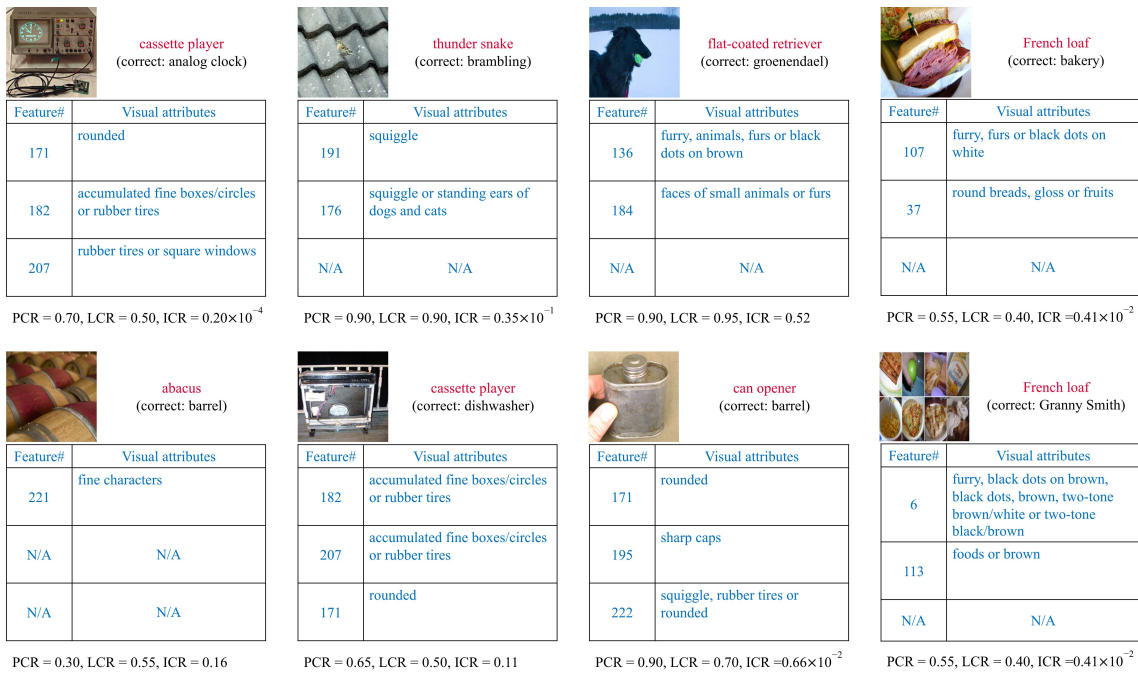 cassette player
(correct: analog clock)
Feature# Visual attributes
171 rounded
182 accumulated fine boxes/circles
or rubber tires
207 rubber tires or square windows
PCR = 0.70, LCR = 0.50, ICR = 0.20×10⁻⁴
thunder snake
(correct: brambling)
Feature# Visual attributes
191 squiggle
176 squiggle or standing ears of
dogs and cats
N/A N/A
PCR = 0.90, LCR = 0.90, ICR = 0.35×10⁻¹
flat-coated retriever
(correct: groenendael)
Feature# Visual attributes
136 furry, animals, furs or black
dots on brown
184 faces of small animals or furs
N/A N/A
PCR = 0.90, LCR = 0.95, ICR = 0.52
French loaf
(correct: bakery)
Feature# Visual attributes
107 furry, furs or black dots on
white
37 round breads, gloss or fruits
N/A N/A
PCR = 0.55, LCR = 0.40, ICR =0.41×10⁻²
abacus
(correct: barrel)
Feature# Visual attributes
221 fine characters
N/A N/A
N/A N/A
PCR = 0.30, LCR = 0.55, ICR = 0.16
cassette player
(correct: dishwasher)
Feature# Visual attributes
182 accumulated fine boxes/circles
or rubber tires
207 accumulated fine boxes/circles
or rubber tires
171 rounded
PCR = 0.65, LCR = 0.50, ICR = 0.11
can opener
(correct: barrel)
Feature# Visual attributes
171 rounded
195 sharp caps
222 squiggle, rubber tires or
rounded
PCR = 0.90, LCR = 0.70, ICR =0.66×10⁻²
French loaf
(correct: Granny Smith)
Feature# Visual attributes
6 furry, black dots on brown,
black dots, brown, two-tone
brown/white or two-tone
black/brown
113 foods or brown
N/A N/A
PCR = 0.55, LCR = 0.40, ICR =0.41×10⁻²